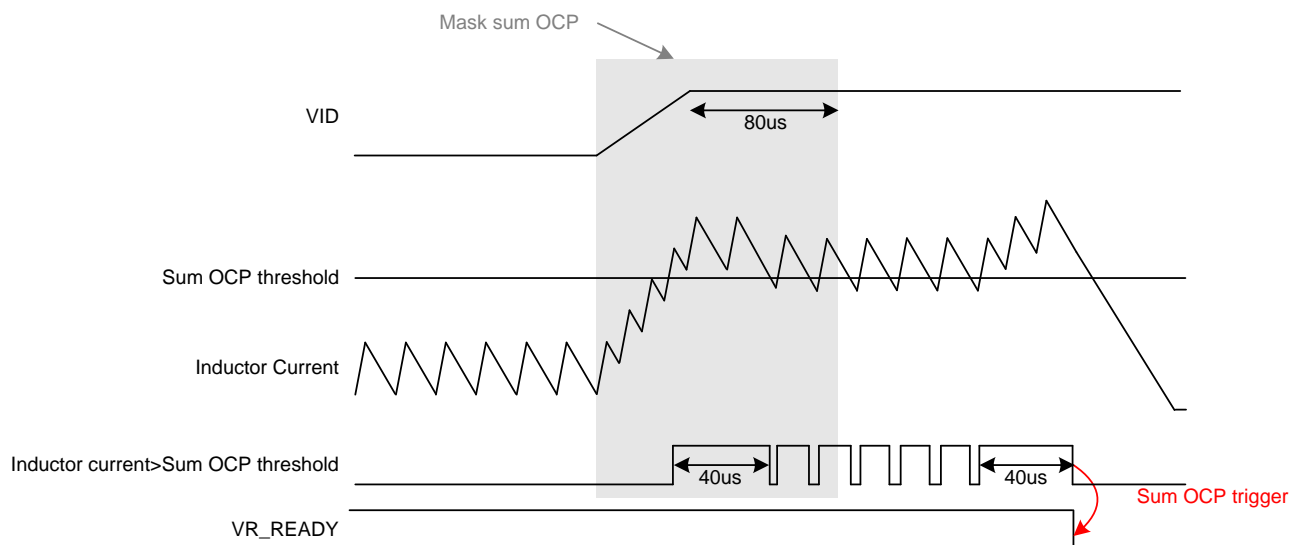 Mask sum OCP
VID
80us
Sum OCP threshold
Inductor Current
Inductor current>Sum OCP threshold
40us
40us
Sum OCP trigger
VR_READY